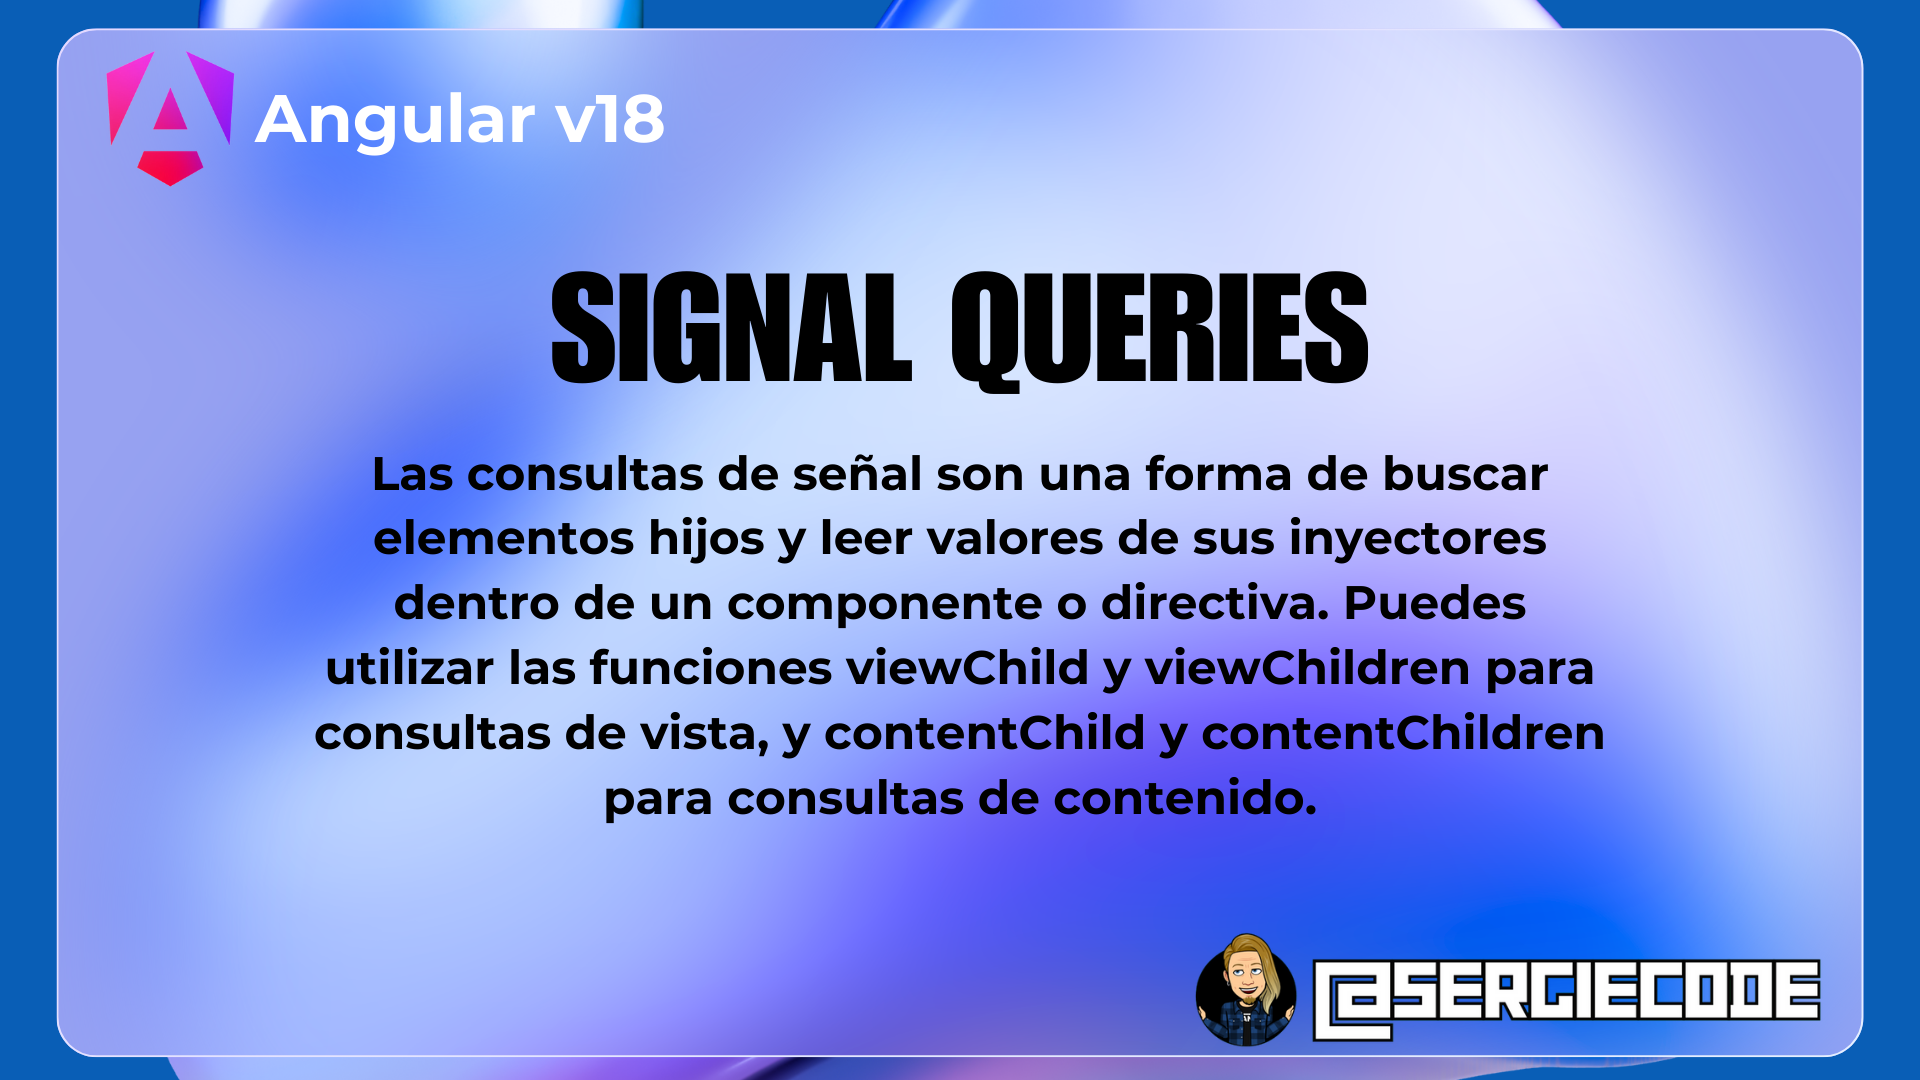 Angular v18
SIGNAL QUERIES
Las consultas de señal son una forma de buscar
elementos hijos y leer valores de sus inyectores
dentro de un componente o directiva. Puedes
utilizar las funciones viewChild y viewChildren para
consultas de vista, y contentChild y contentChildren
para consultas de contenido.
@SERGIECODE